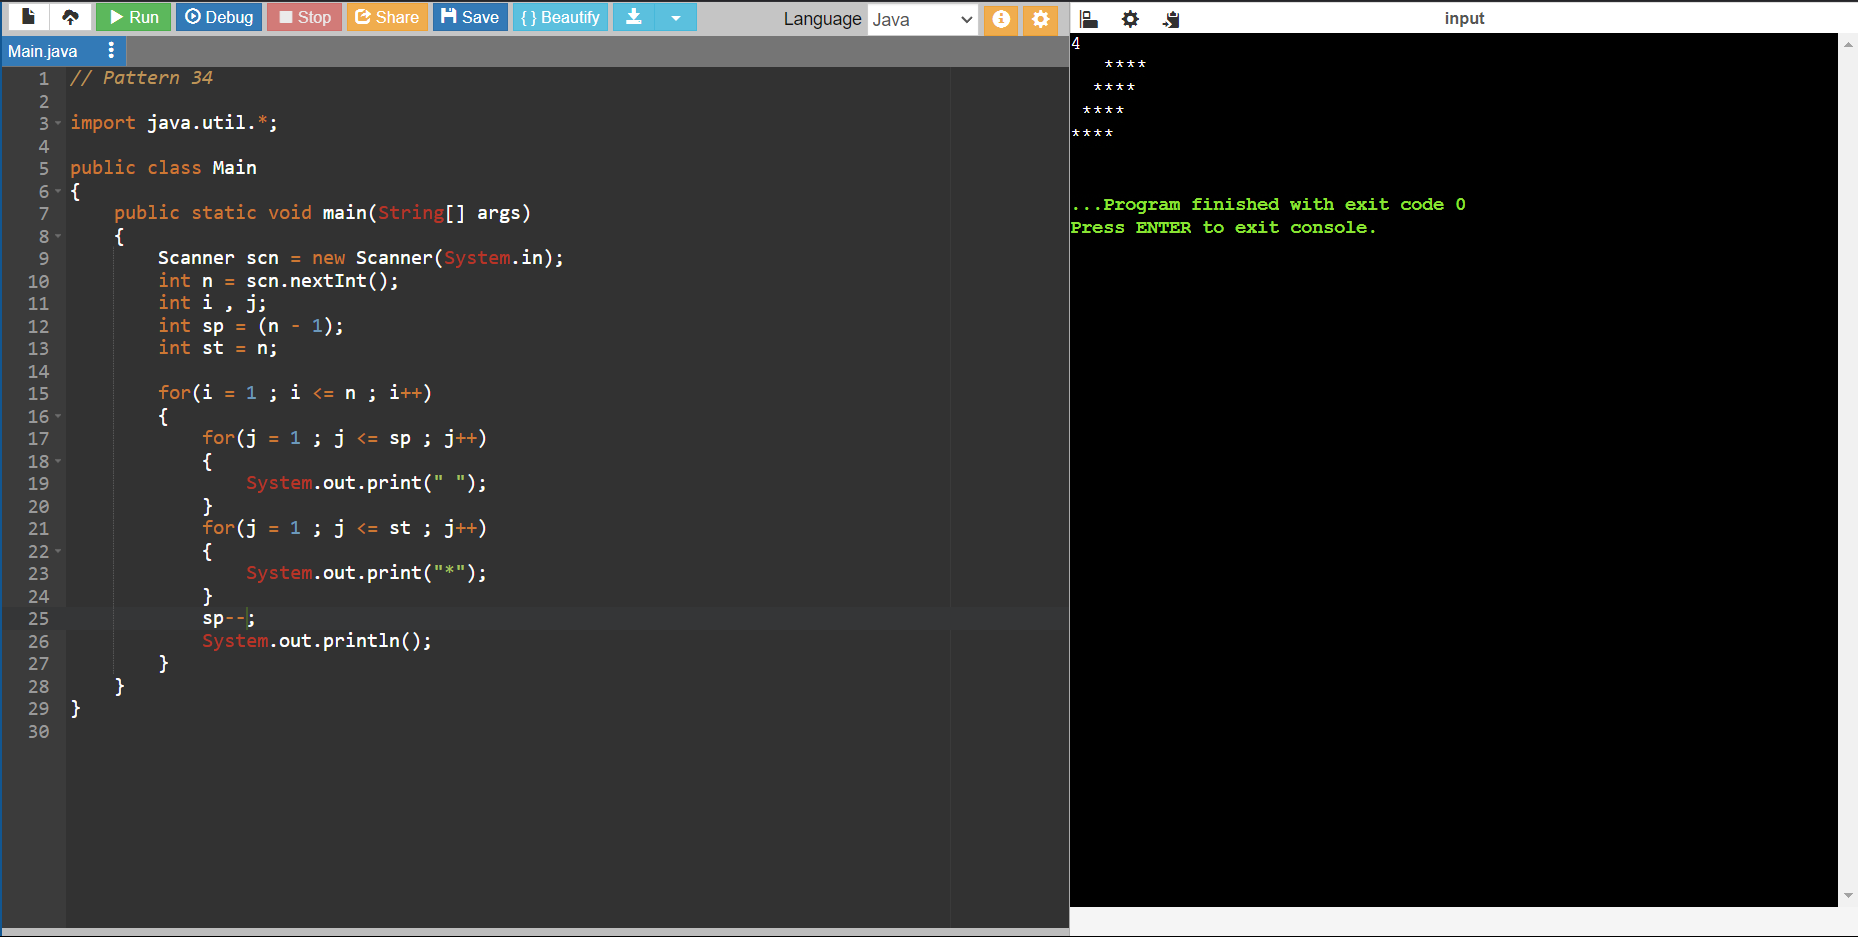 Run Debug Stop Share Save { } Beautify Language Java
Main.java
1 // Pattern 34
2
3 import java.util.*;
4
5 public class Main
6 {
7     public static void main(String[] args)
8     {
9         Scanner scn = new Scanner(System.in);
10         int n = scn.nextInt();
11         int i , j;
12         int sp = (n - 1);
13         int st = n;
14
15         for(i = 1 ; i <= n ; i++)
16         {
17             for(j = 1 ; j <= sp ; j++)
18             {
19                 System.out.print(" ");
20             }
21             for(j = 1 ; j <= st ; j++)
22             {
23                 System.out.print("*");
24             }
25             sp--;
26             System.out.println();
27         }
28     }
29 }
30
input
4
   ****
  ****
 ****
****
...Program finished with exit code 0
Press ENTER to exit console.